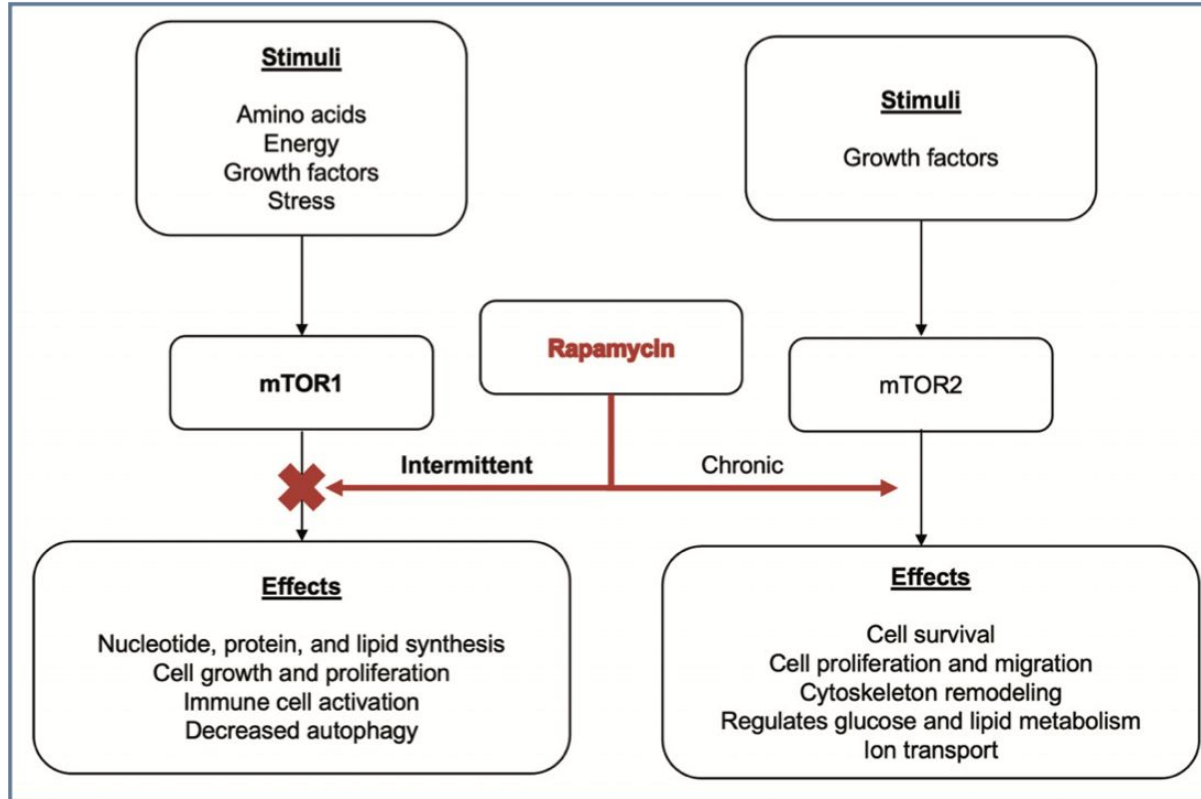 Stimuli
Amino acids
Energy
Growth factors
Stress
Stimuli
Growth factors
mTOR1
Rapamycin
mTOR2
Intermittent
Chronic
Effects
Nucleotide, protein, and lipid synthesis
Cell growth and proliferation
Immune cell activation
Decreased autophagy
Effects
Cell survival
Cell proliferation and migration
Cytoskeleton remodeling
Regulates glucose and lipid metabolism
Ion transport